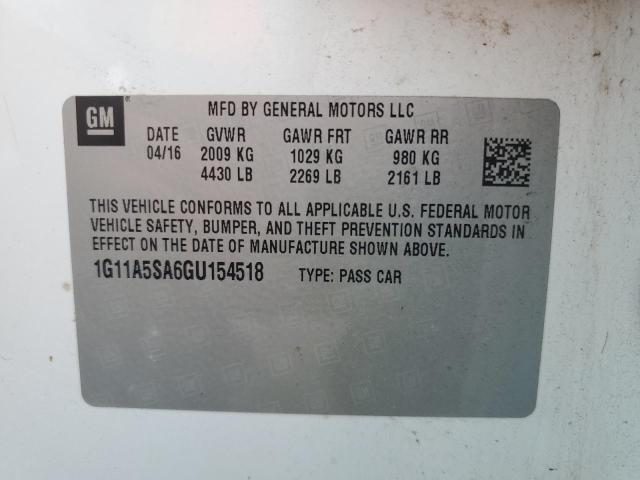 GM ® MFD BY GENERAL MOTORS LLC
DATE GVWR GAWR FRT GAWR RR
04/16 2009 KG 1029 KG 980 KG
4430 LB 2269 LB 2161 LB
THIS VEHICLE CONFORMS TO ALL APPLICABLE U.S. FEDERAL MOTOR
VEHICLE SAFETY, BUMPER, AND THEFT PREVENTION STANDARDS IN
EFFECT ON THE DATE OF MANUFACTURE SHOWN ABOVE.
1G11A5SA6GU154518 TYPE: PASS CAR